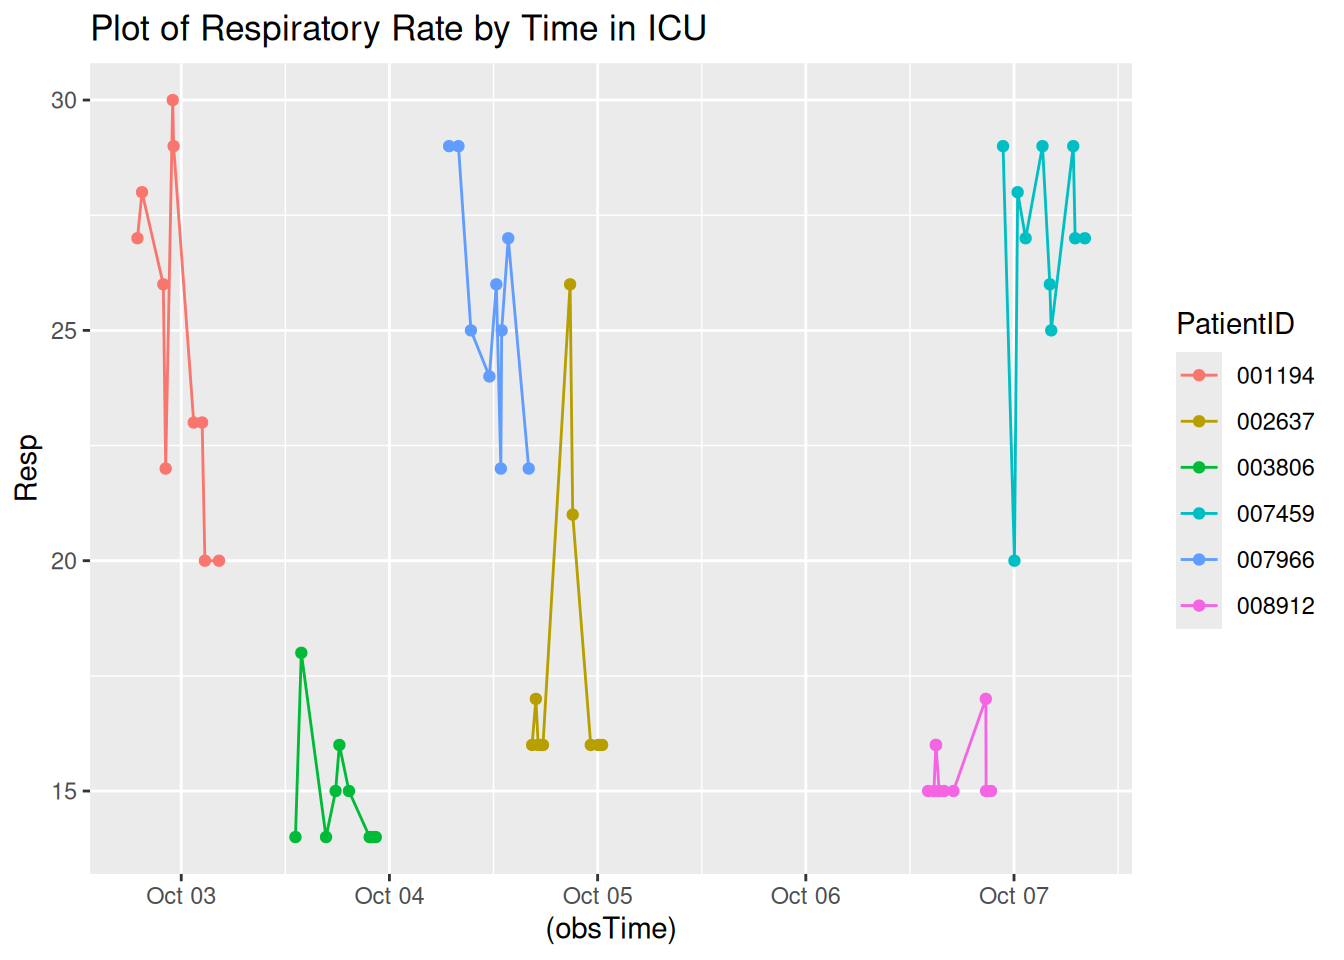 Plot of Respiratory Rate by Time in ICU
30
25
20
15
Resp
Oct 03 Oct 04 Oct 05 Oct 06 Oct 07
(obsTime)
PatientID
001194
002637
003806
007459
007966
008912